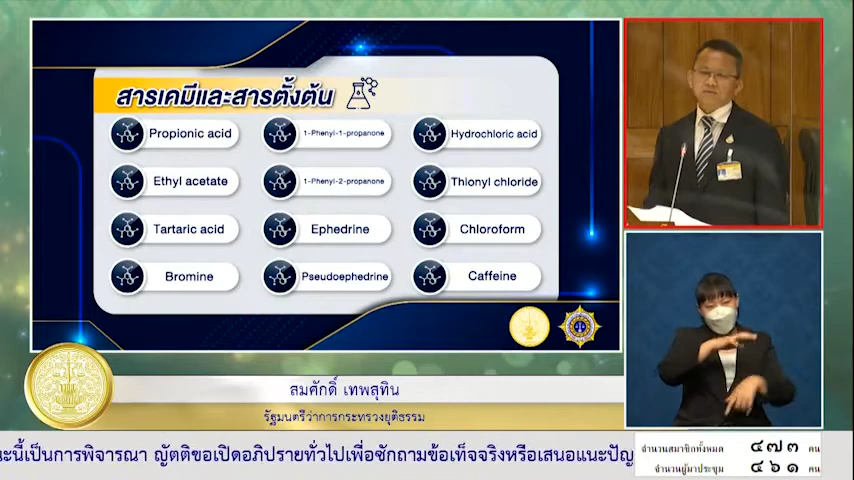 สารเคมีและสารตั้งต้น
Propionic acid
1-Phenyl-1-propanone
Hydrochloric acid
Ethyl acetate
1-Phenyl-2-propanone
Thionyl chloride
Tartaric acid
Ephedrine
Chloroform
Bromine
Pseudoephedrine
Caffeine
สมศักดิ์ เทพสุทิน
รัฐมนตรีว่าการกระทรวงยุติธรรม
ะนี้เป็นการพิจารณา ญัตติขอเปิดอภิปรายทั่วไปเพื่อซักถามข้อเท็จจริงหรือเสนอแนะปัญ
จำนวนสมาชิกทั้งหมด ๔๗๓ คน
จำนวนผู้มาประชุม ๔๖๑ คน